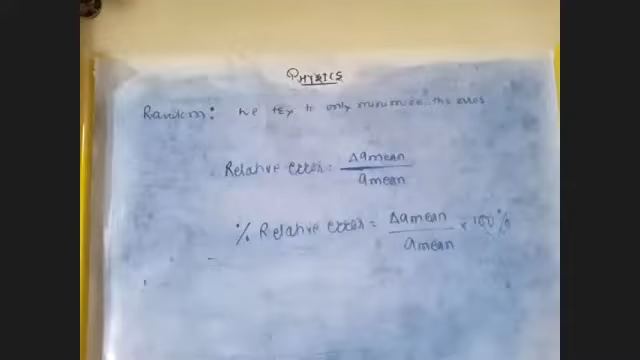 PHYSICS
Random: we try to only minimize the error
Relative error = Δamean / amean
% Relative error = Δamean / amean × 100%